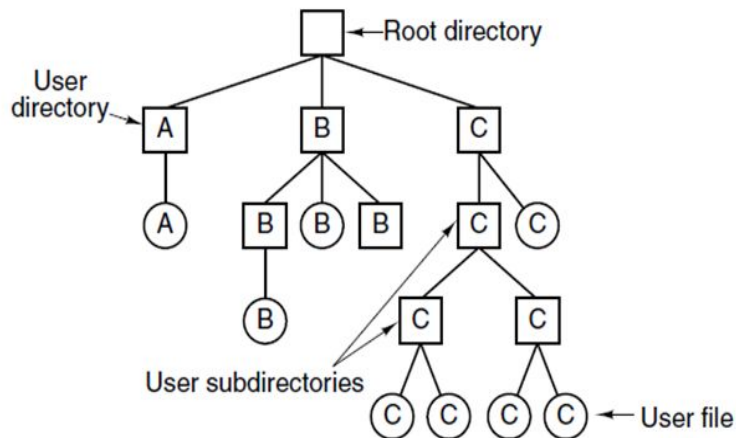 Root directory
User
directory
A B C
A B B B C C
B C C
User subdirectories
C C C C
User file